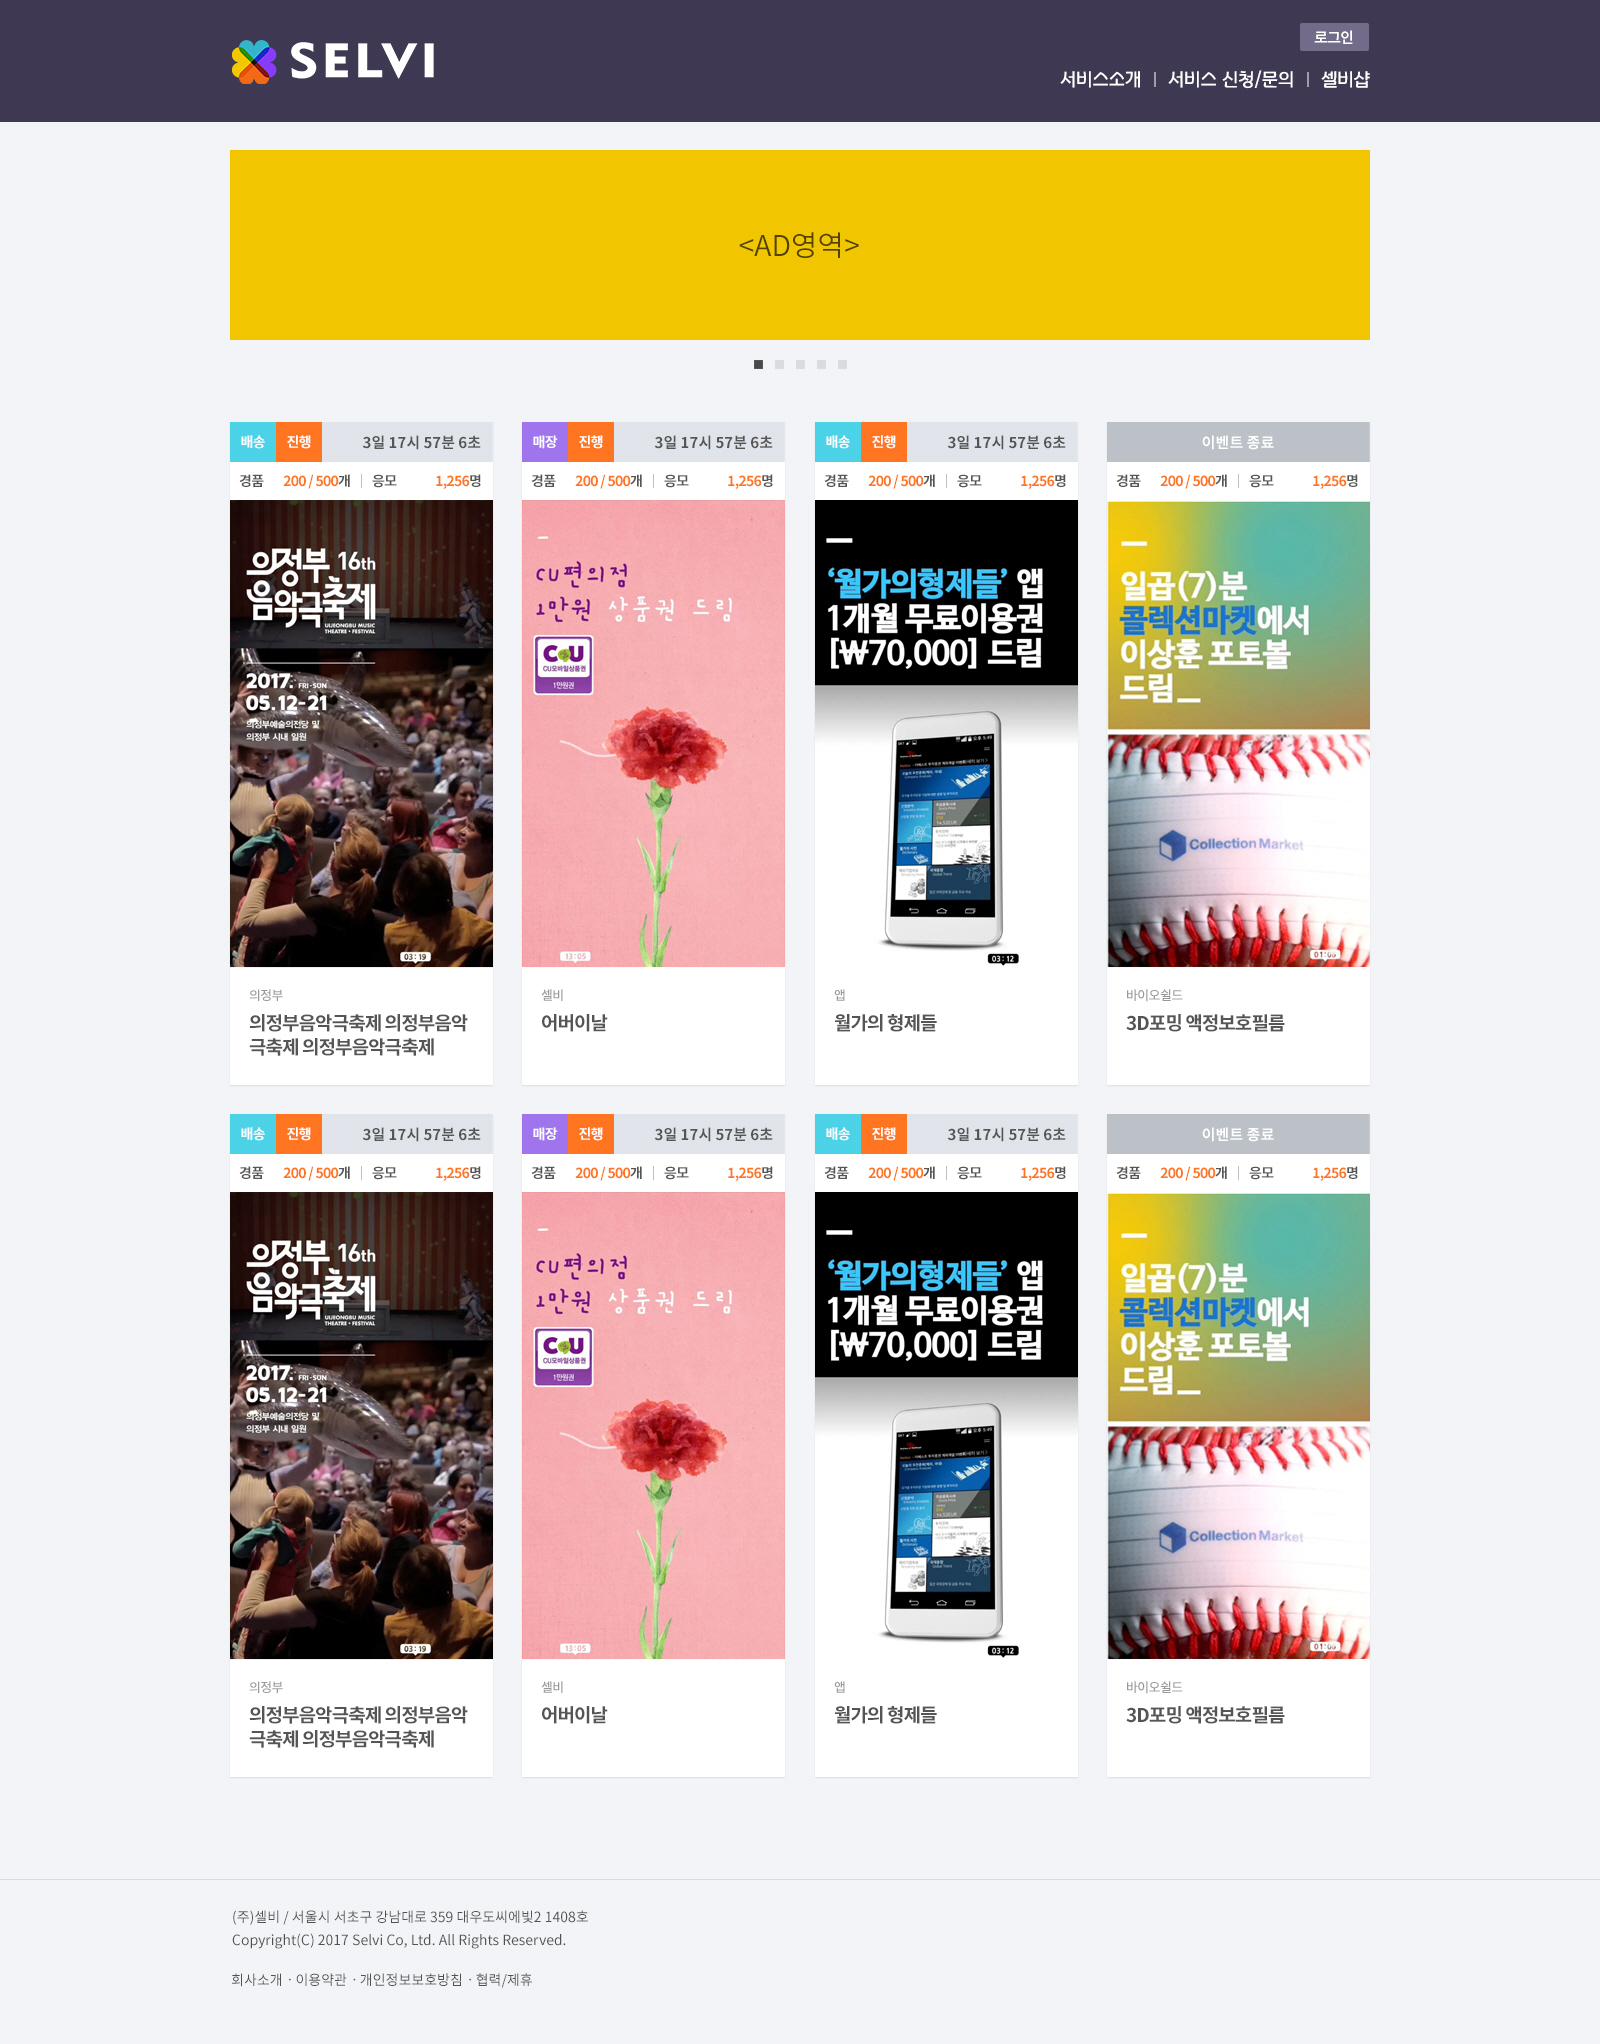 SELVI
로그인
서비스소개 | 서비스 신청/문의 | 셀비샵
<AD영역>
배송 진행 3일 17시 57분 6초
경품 200 / 500개 | 응모 1,256명
의정부 16th
음악극축제
UIJEONGBU MUSIC
THEATRE • FESTIVAL
2017. FRI-SUN
05.12-21
의정부예술의전당 및
의정부 시내 일원
03:19
의정부
의정부음악극축제 의정부음악
극축제 의정부음악극축제
매장 진행 3일 17시 57분 6초
경품 200 / 500개 | 응모 1,256명
CU편의점
1만원 상품권 드림
CU
CU모바일상품권
1만원권
13:05
셀비
어버이날
배송 진행 3일 17시 57분 6초
경품 200 / 500개 | 응모 1,256명
‘월가의형제들’ 앱
1개월 무료이용권
[₩70,000] 드림
03:12
앱
월가의 형제들
이벤트 종료
경품 200 / 500개 | 응모 1,256명
일곱(7)분
콜렉션마켓에서
이상훈 포토볼
드림_
Collection Market
01:06
바이오쉴드
3D포밍 액정보호필름
배송 진행 3일 17시 57분 6초
경품 200 / 500개 | 응모 1,256명
의정부 16th
음악극축제
UIJEONGBU MUSIC
THEATRE • FESTIVAL
2017. FRI-SUN
05.12-21
의정부예술의전당 및
의정부 시내 일원
03:19
의정부
의정부음악극축제 의정부음악
극축제 의정부음악극축제
매장 진행 3일 17시 57분 6초
경품 200 / 500개 | 응모 1,256명
CU편의점
1만원 상품권 드림
CU
CU모바일상품권
1만원권
13:05
셀비
어버이날
배송 진행 3일 17시 57분 6초
경품 200 / 500개 | 응모 1,256명
‘월가의형제들’ 앱
1개월 무료이용권
[₩70,000] 드림
03:12
앱
월가의 형제들
이벤트 종료
경품 200 / 500개 | 응모 1,256명
일곱(7)분
콜렉션마켓에서
이상훈 포토볼
드림_
Collection Market
01:06
바이오쉴드
3D포밍 액정보호필름
(주)셀비 / 서울시 서초구 강남대로 359 대우도씨에빛2 1408호
Copyright(C) 2017 Selvi Co, Ltd. All Rights Reserved.
회사소개 · 이용약관 · 개인정보보호방침 · 협력/제휴